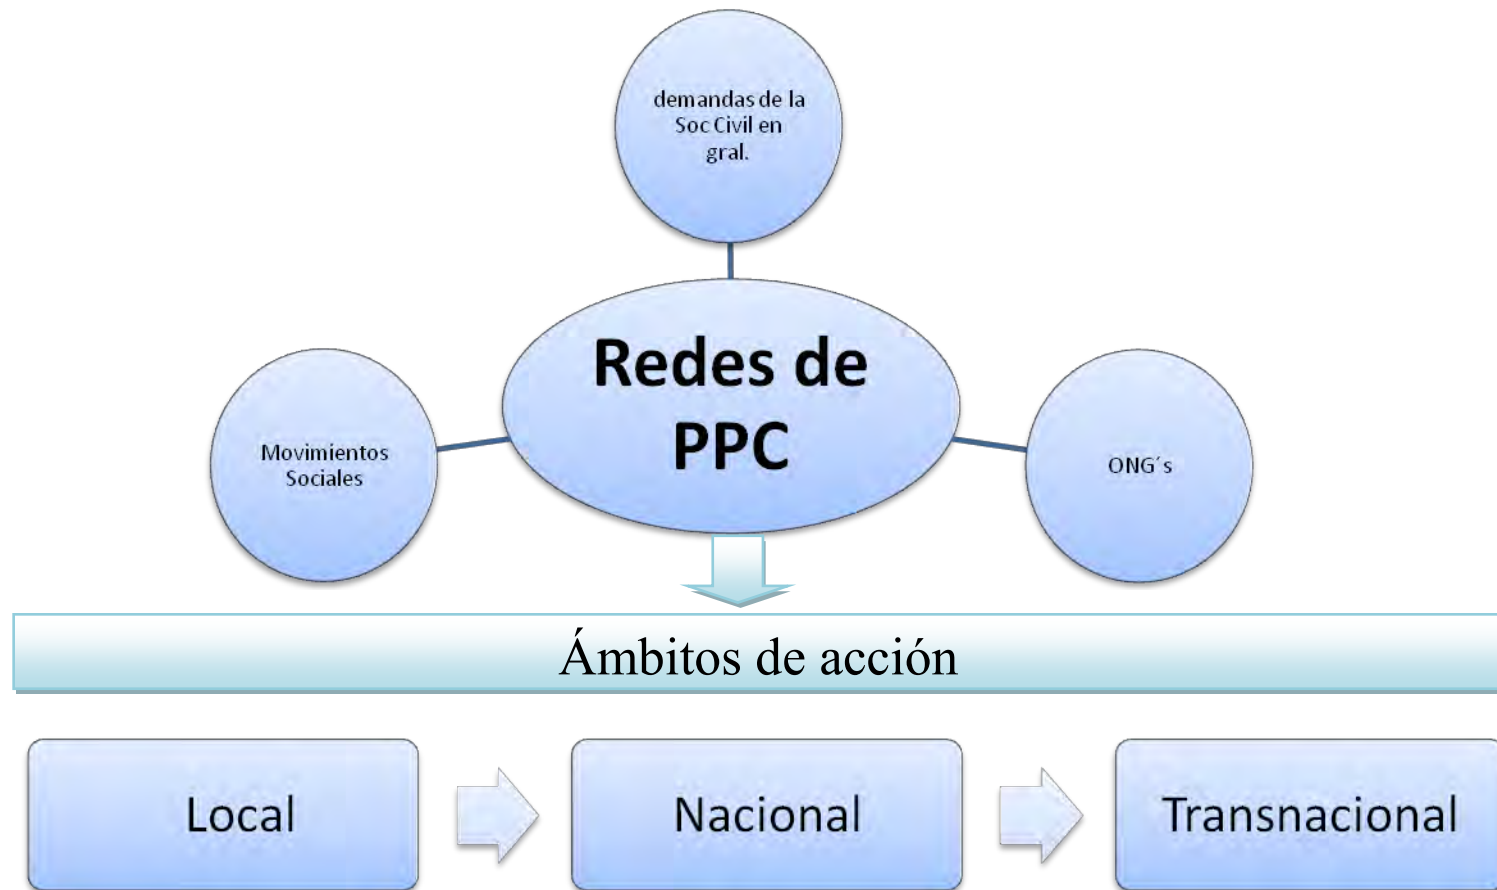 demandas de la
Soc Civil en
gral.
Redes de
PPC
Movimientos
Sociales
ONG´s
Ámbitos de acción
Local
Nacional
Transnacional